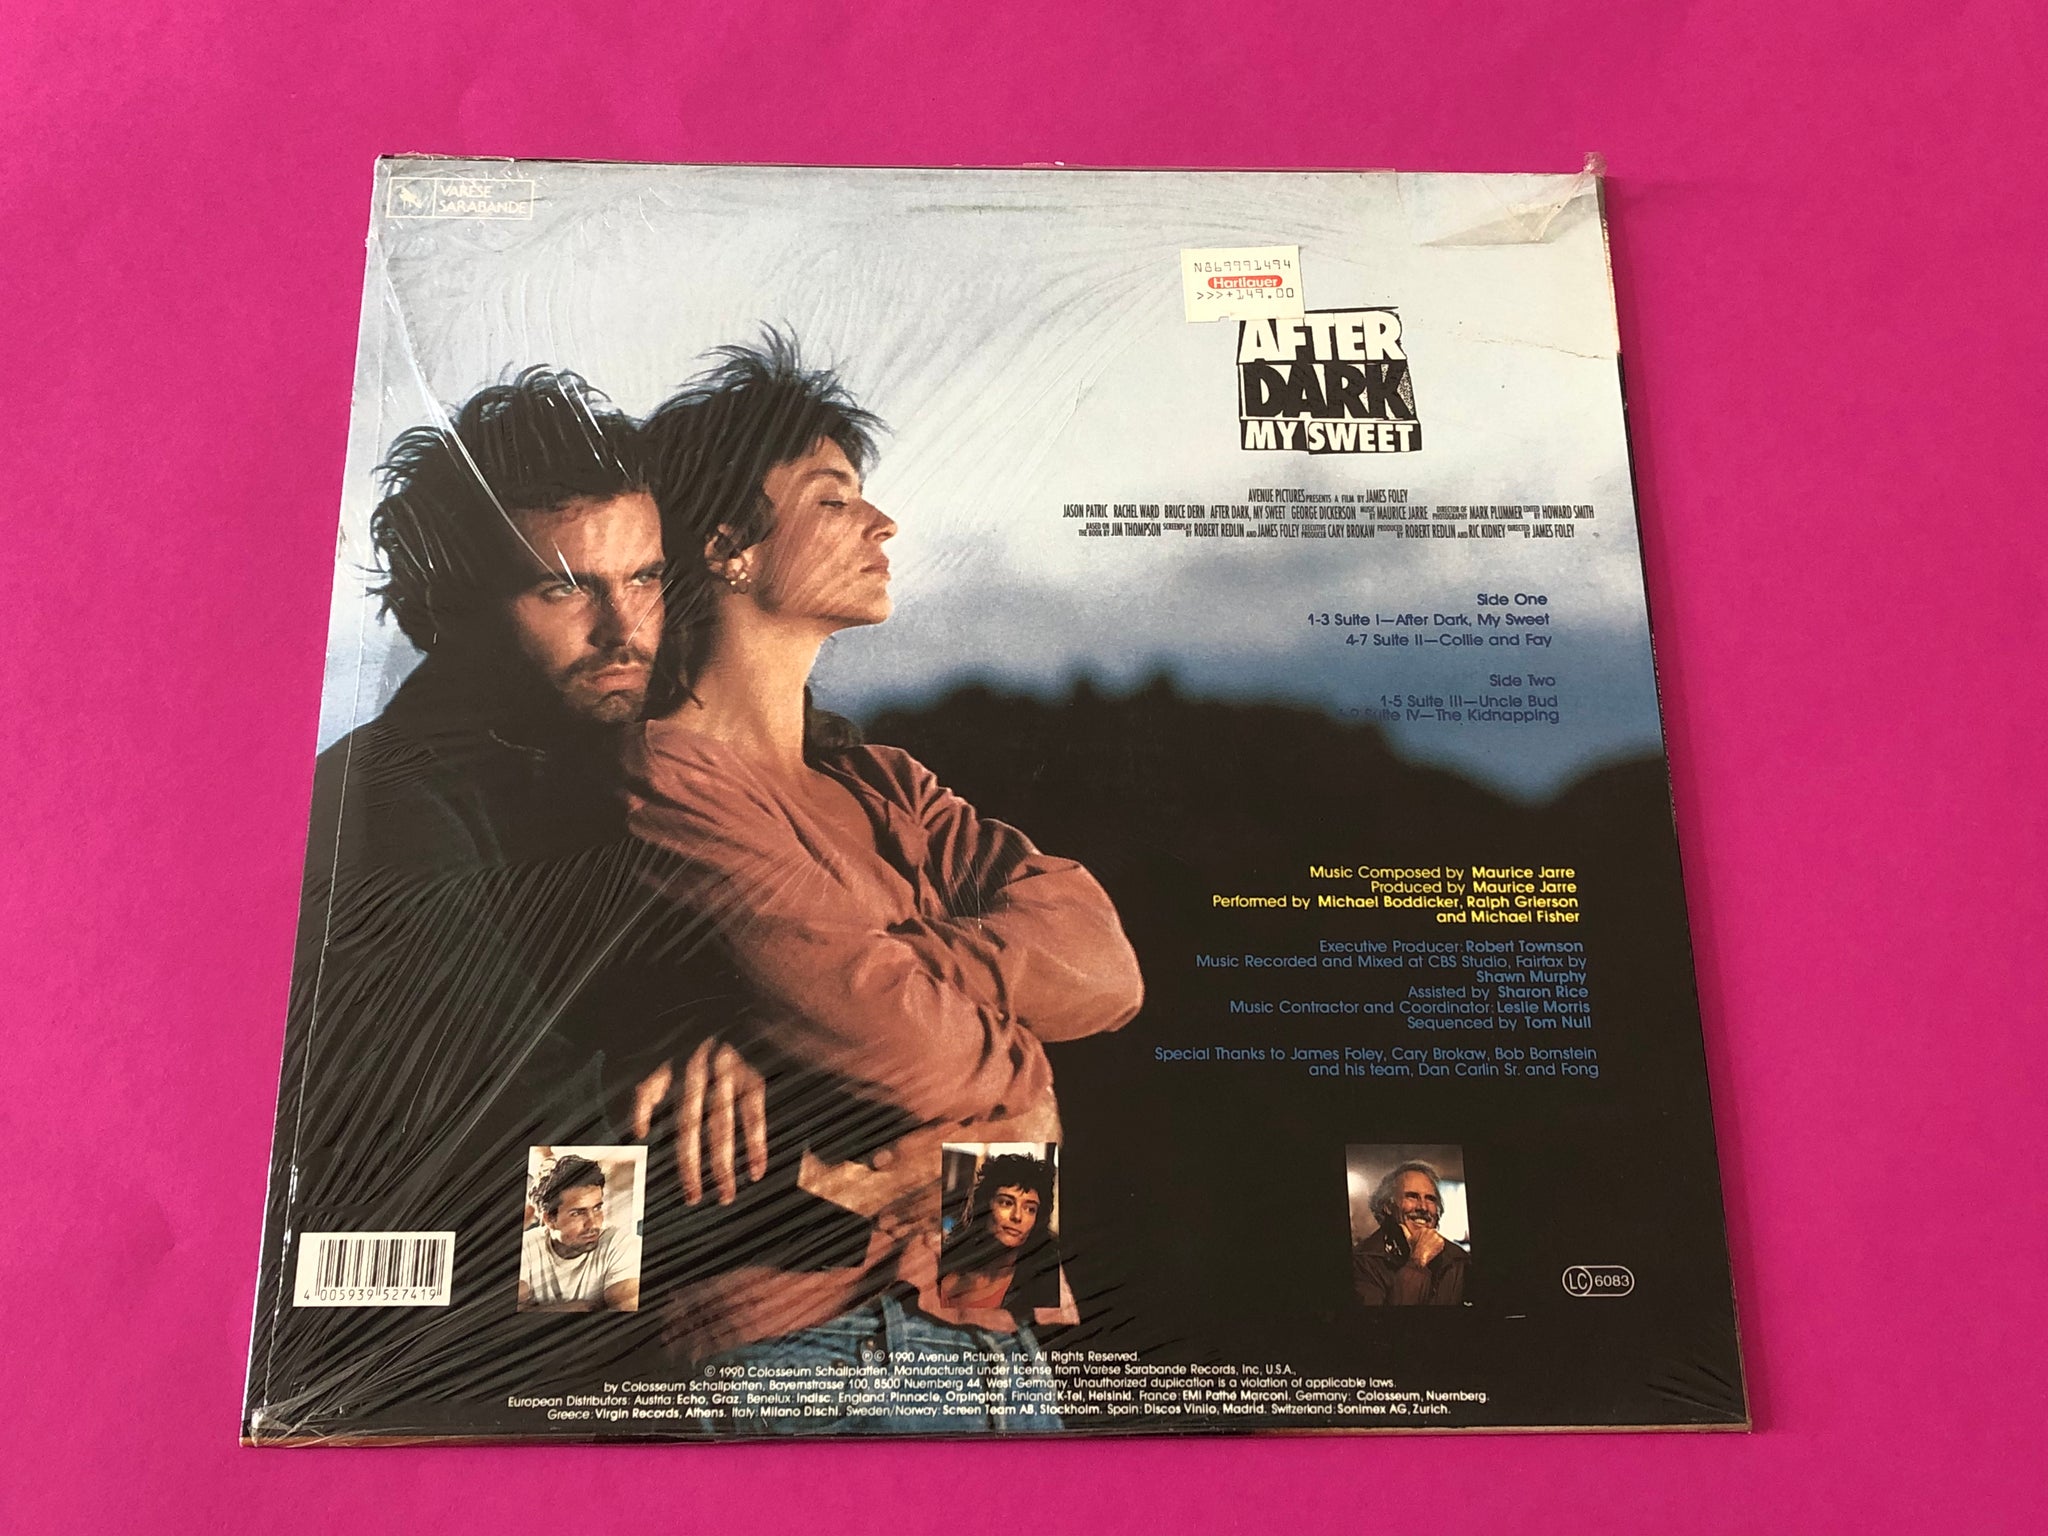 VARÈSE
SARABANDE
N869991494
Hartlauer
>>>+149.00
AFTER
DARK
MY SWEET
AVENUE PICTURES PRESENTS A FILM BY JAMES FOLEY
JASON PATRIC RACHEL WARD BRUCE DERN AFTER DARK, MY SWEET GEORGE DICKERSON MUSIC BY MAURICE JARRE DIRECTOR OF PHOTOGRAPHY MARK PLUMMER EDITED BY HOWARD SMITH
BASED ON THE BOOK BY JIM THOMPSON SCREENPLAY BY ROBERT REDLIN AND JAMES FOLEY EXECUTIVE PRODUCER CARY BROKAW PRODUCED BY ROBERT REDLIN AND RIC KIDNEY DIRECTED BY JAMES FOLEY
Side One
1-3 Suite I—After Dark, My Sweet
4-7 Suite II—Collie and Fay
Side Two
1-5 Suite III—Uncle Bud
Suite IV—The Kidnapping
Music Composed by Maurice Jarre
Produced by Maurice Jarre
Performed by Michael Boddicker, Ralph Grierson
and Michael Fisher
Executive Producer: Robert Townson
Music Recorded and Mixed at CBS Studio, Fairfax by
Shawn Murphy
Assisted by Sharon Rice
Music Contractor and Coordinator: Leslie Morris
Sequenced by Tom Null
Special Thanks to James Foley, Cary Brokaw, Bob Bornstein
and his team, Dan Carlin Sr. and Fong
4 005939 527419
LC 6083
℗© 1990 Avenue Pictures, Inc. All Rights Reserved.
© 1990 Colosseum Schallplatten. Manufactured under license from Varèse Sarabande Records, Inc, U.S.A.,
by Colosseum Schallplatten, Bayernstrasse 100, 8500 Nuernberg 44, West Germany. Unauthorized duplication is a violation of applicable laws.
European Distributors: Austria: Echo, Graz. Benelux: Indisc. England: Pinnacle, Orpington. Finland: K-Tel, Helsinki. France: EMI Pathé Marconi. Germany: Colosseum, Nuernberg.
Greece: Virgin Records, Athens. Italy: Milano Dischi. Sweden/Norway: Screen Team AB, Stockholm. Spain: Discos Vinilo, Madrid. Switzerland: Sonimex AG, Zurich.